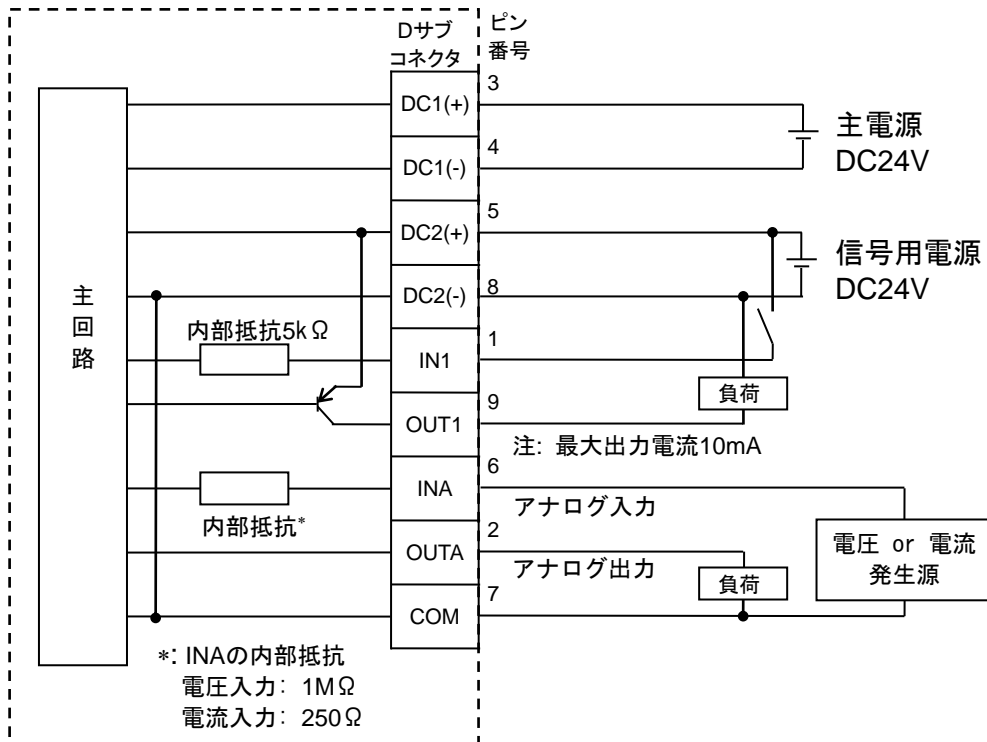 Dサブ
コネクタ
ピン
番号
主回路
DC1(+)
3
主電源
DC24V
DC1(-)
4
DC2(+)
5
信号用電源
DC24V
DC2(-)
8
内部抵抗5kΩ
IN1
1
負荷
OUT1
9
注: 最大出力電流10mA
INA
6
アナログ入力
内部抵抗*
電圧 or 電流
発生源
OUTA
2
アナログ出力
負荷
COM
7
*: INAの内部抵抗
電圧入力: 1MΩ
電流入力: 250Ω